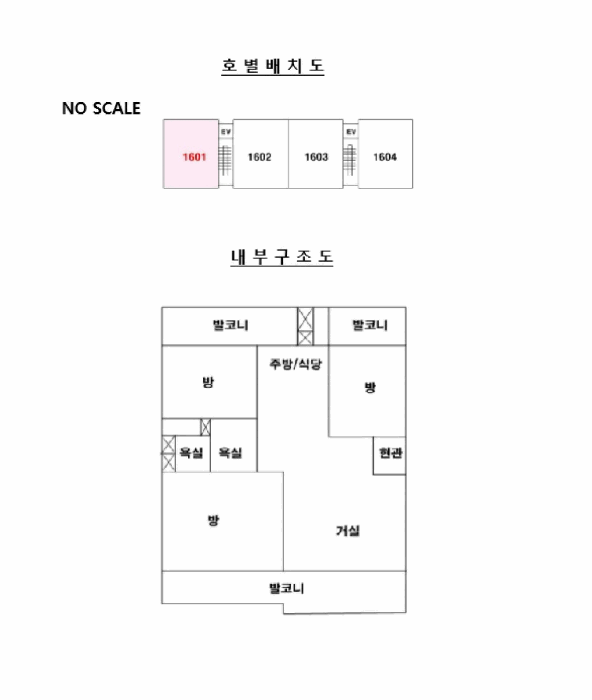 호별배치도
NO SCALE
EV EV
1601 1602 1603 1604
내부구조도
발코니 발코니
주방/식당
방 방
욕실 욕실 현관
방 거실
발코니